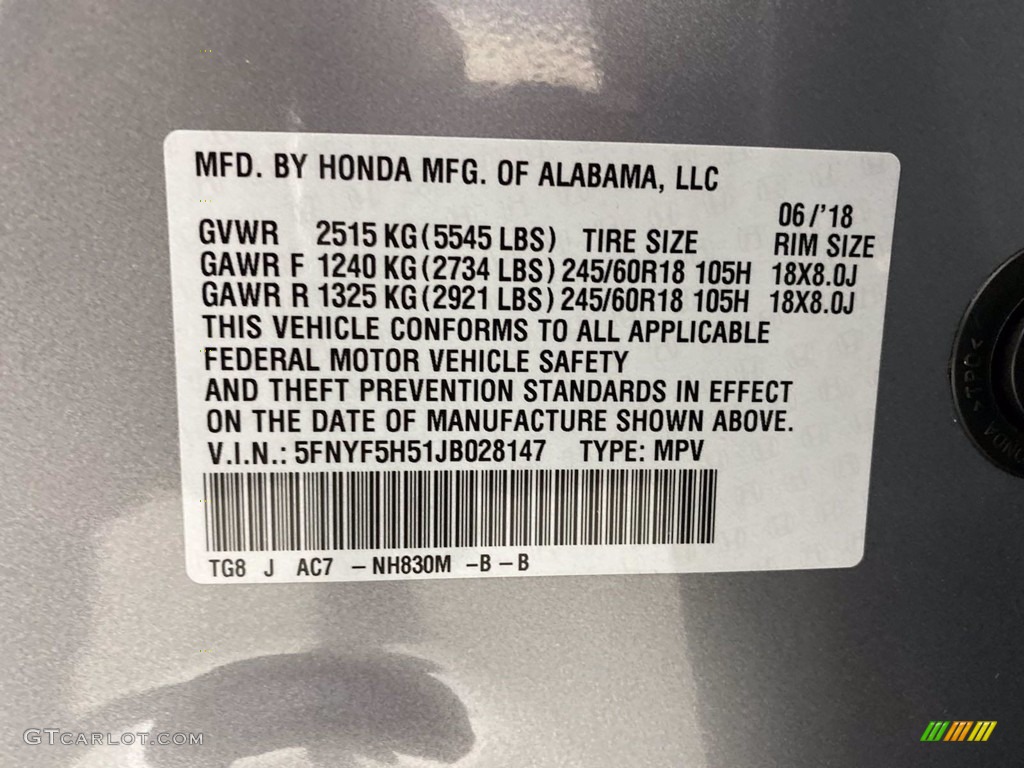 MFD. BY HONDA MFG. OF ALABAMA, LLC
06/'18
GVWR 2515 KG (5545 LBS) TIRE SIZE RIM SIZE
GAWR F 1240 KG (2734 LBS) 245/60R18 105H 18X8.0J
GAWR R 1325 KG (2921 LBS) 245/60R18 105H 18X8.0J
THIS VEHICLE CONFORMS TO ALL APPLICABLE
FEDERAL MOTOR VEHICLE SAFETY
AND THEFT PREVENTION STANDARDS IN EFFECT
ON THE DATE OF MANUFACTURE SHOWN ABOVE.
V.I.N.: 5FNYF5H51JB028147 TYPE: MPV
TG8 J AC7 -NH830M -B-B
>TPO<
HONDA
GTCARLOT.COM